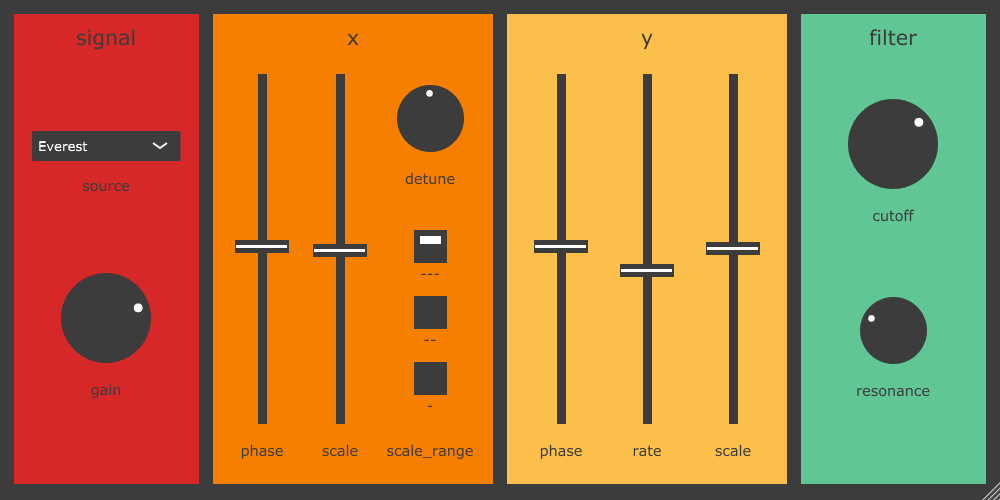 signal
Everest
source
gain
x
detune
---
--
-
phase
scale
scale_range
y
phase
rate
scale
filter
cutoff
resonance